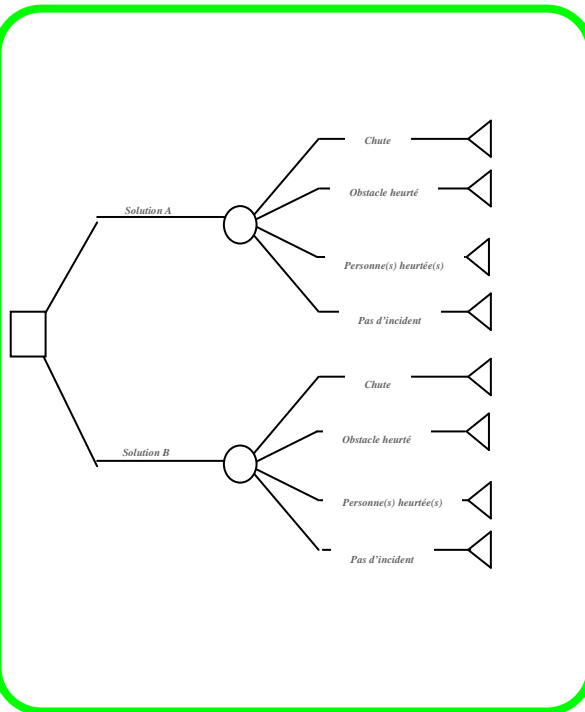 Chute
Solution A
Obstacle heurté
Personne(s) heurtée(s)
Pas d'incident
Chute
Obstacle heurté
Solution B
Personne(s) heurtée(s)
Pas d'incident